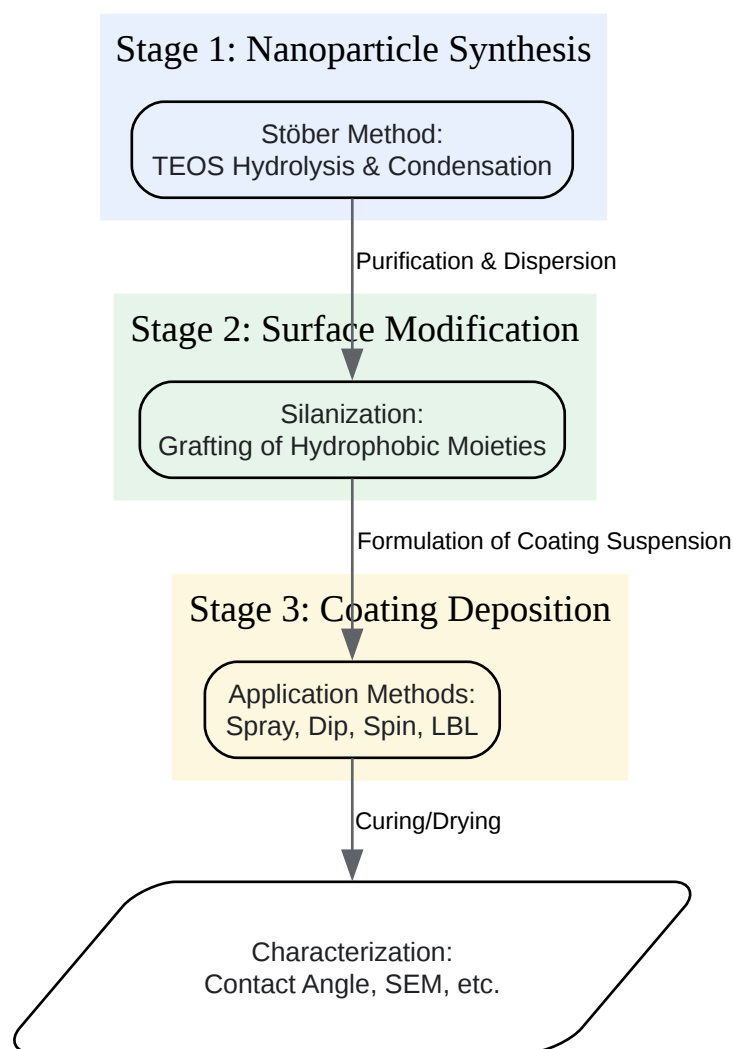 Stage 1: Nanoparticle Synthesis
Stöber Method:
TEOS Hydrolysis & Condensation
Purification & Dispersion
Stage 2: Surface Modification
Silanization:
Grafting of Hydrophobic Moieties
Formulation of Coating Suspension
Stage 3: Coating Deposition
Application Methods:
Spray, Dip, Spin, LBL
Curing/Drying
Characterization:
Contact Angle, SEM, etc.